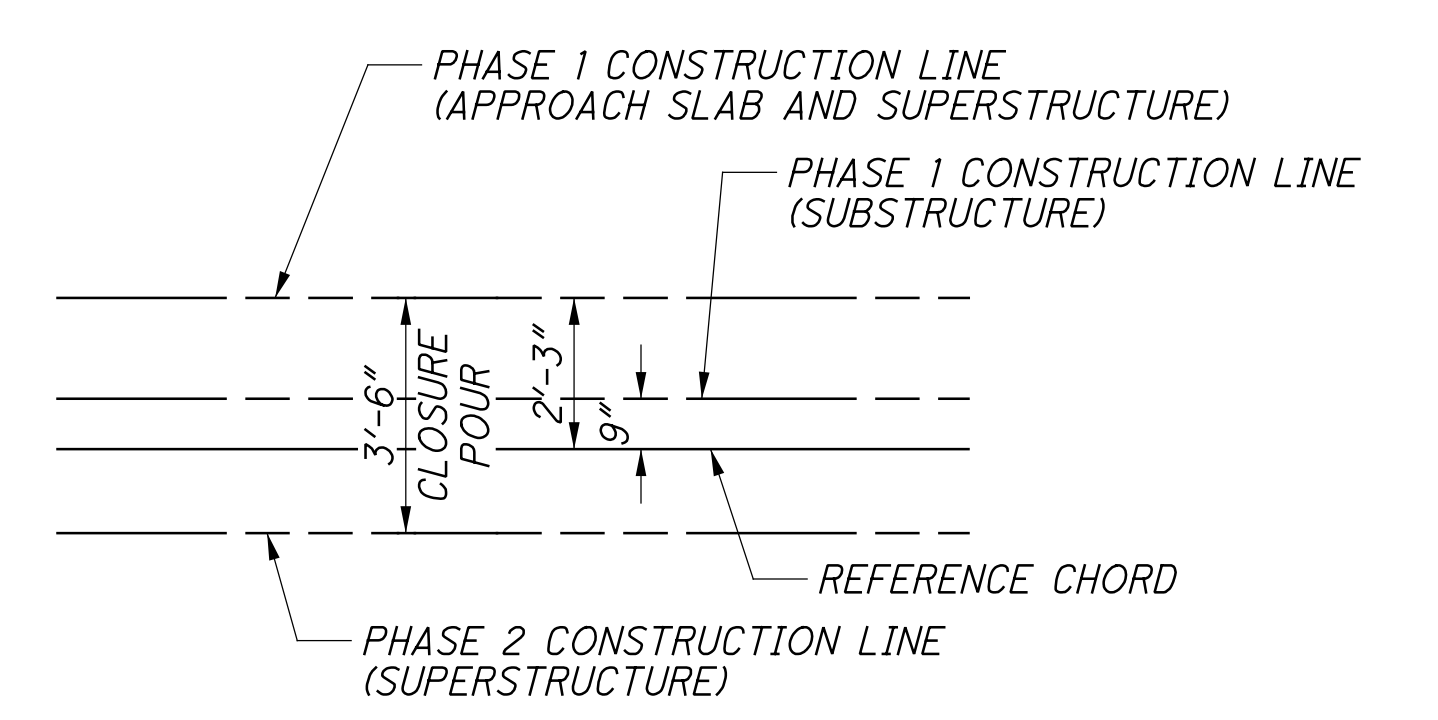 PHASE 1 CONSTRUCTION LINE
(APPROACH SLAB AND SUPERSTRUCTURE)
PHASE 1 CONSTRUCTION LINE
(SUBSTRUCTURE)
3'-6"
CLOSURE
POUR
2'-3"
9"
REFERENCE CHORD
PHASE 2 CONSTRUCTION LINE
(SUPERSTRUCTURE)